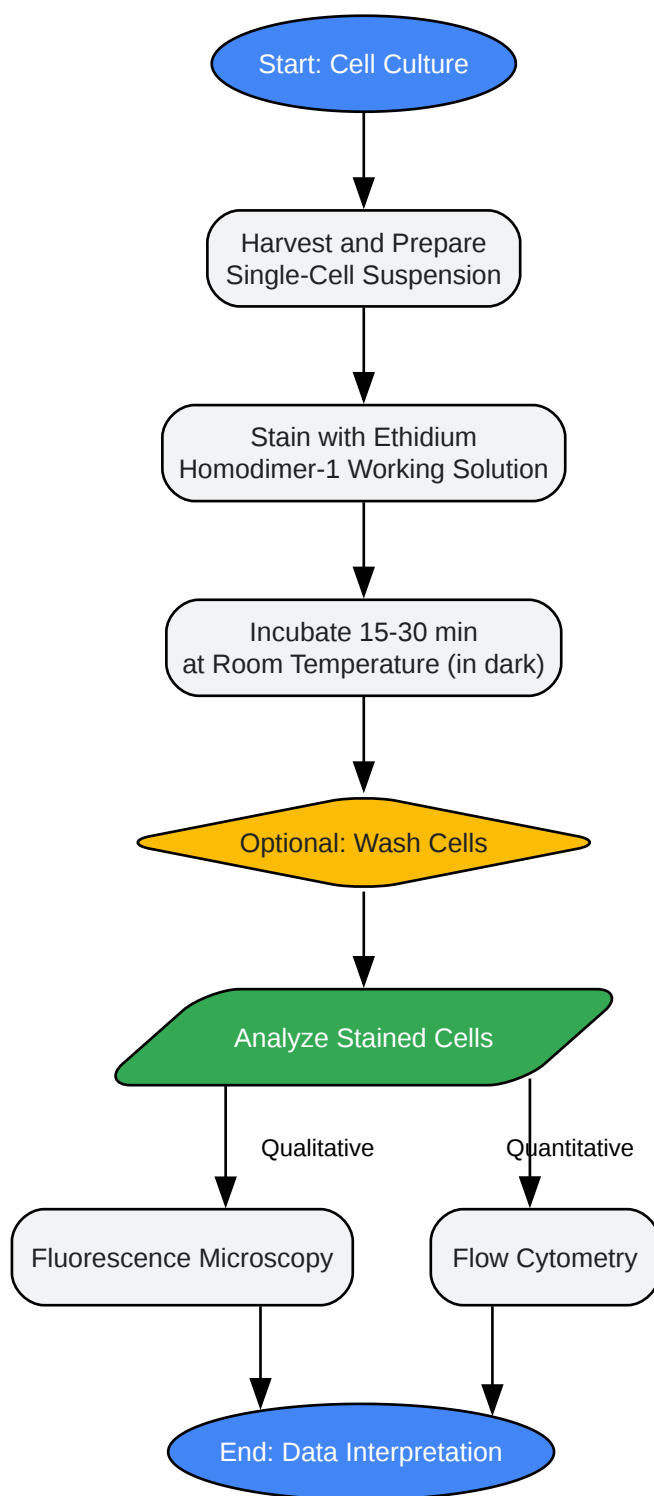 Start: Cell Culture
Harvest and Prepare
Single-Cell Suspension
Stain with Ethidium
Homodimer-1 Working Solution
Incubate 15-30 min
at Room Temperature (in dark)
Optional: Wash Cells
Analyze Stained Cells
Qualitative
Quantitative
Fluorescence Microscopy
Flow Cytometry
End: Data Interpretation